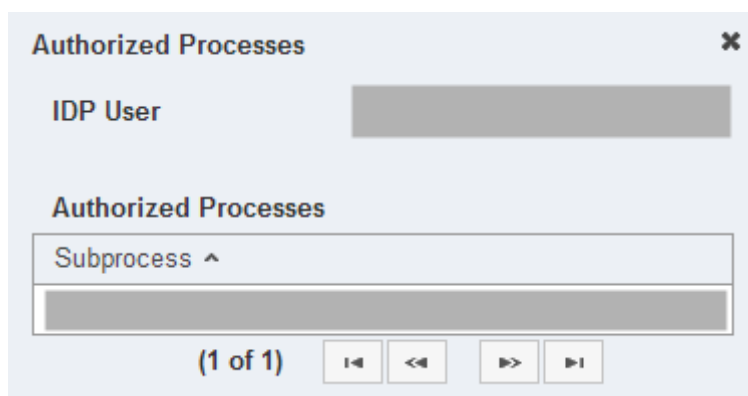 Authorized Processes
IDP User
Authorized Processes
Subprocess
(1 of 1)